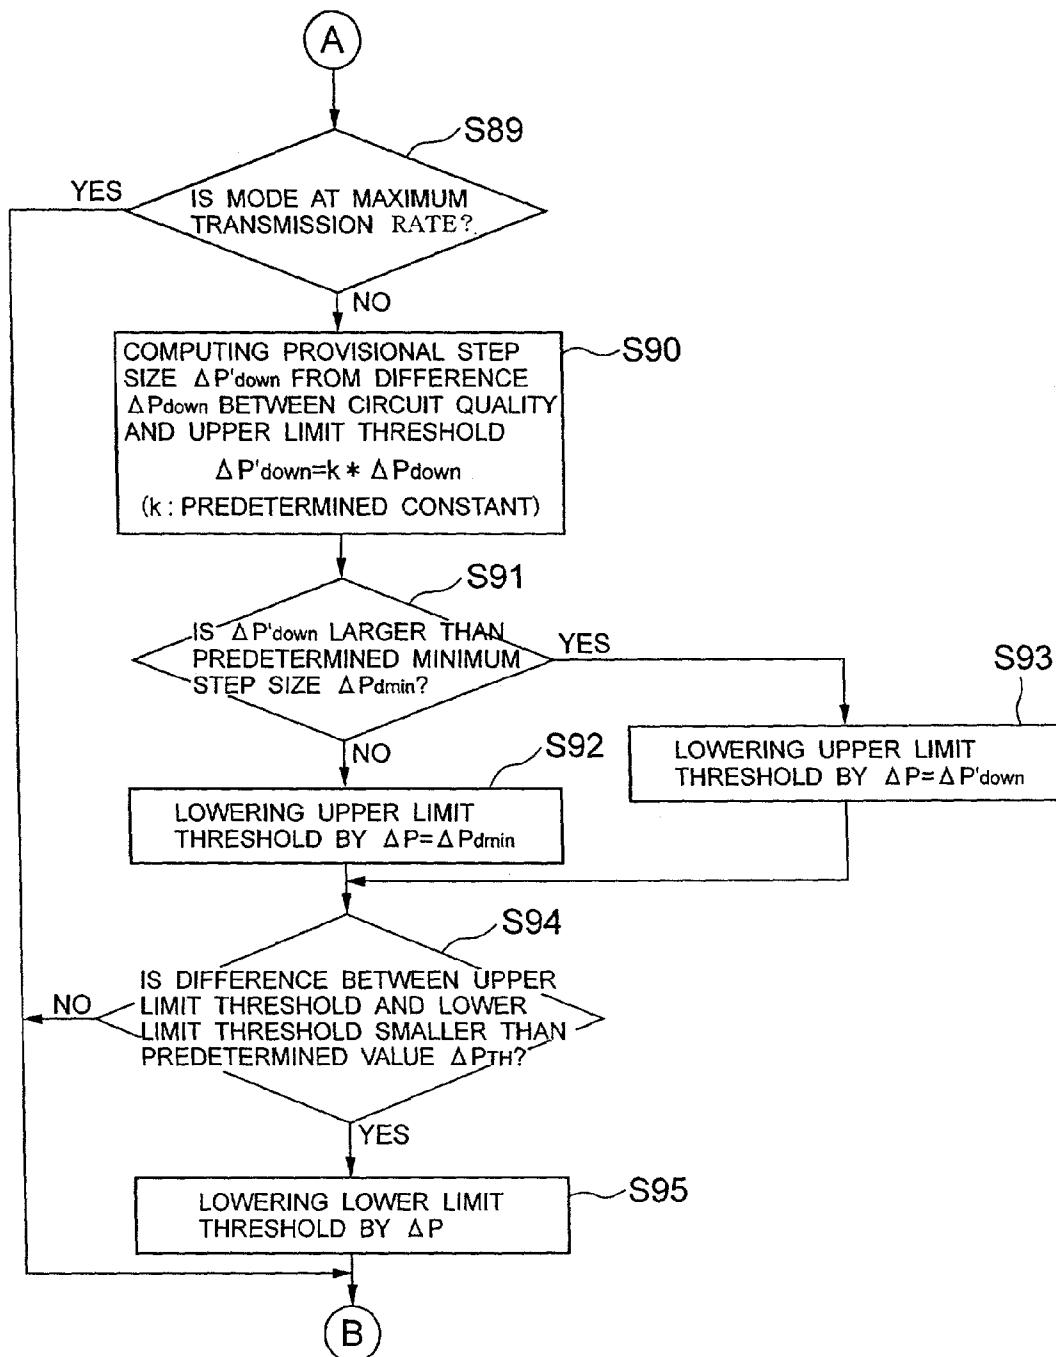 A
S89
YES
IS MODE AT MAXIMUM
TRANSMISSION RATE?
NO
S90
COMPUTING PROVISIONAL STEP
SIZE ΔP'down FROM DIFFERENCE
ΔPdown BETWEEN CIRCUIT QUALITY
AND UPPER LIMIT THRESHOLD
ΔP'down=k * ΔPdown
(k : PREDETERMINED CONSTANT)
S91
IS ΔP'down LARGER THAN
PREDETERMINED MINIMUM
STEP SIZE ΔPdmin?
YES
S93
LOWERING UPPER LIMIT
THRESHOLD BY ΔP=ΔP'down
NO
S92
LOWERING UPPER LIMIT
THRESHOLD BY ΔP=ΔPdmin
S94
IS DIFFERENCE BETWEEN UPPER
LIMIT THRESHOLD AND LOWER
LIMIT THRESHOLD SMALLER THAN
PREDETERMINED VALUE ΔPTH?
NO
YES
S95
LOWERING LOWER LIMIT
THRESHOLD BY ΔP
B